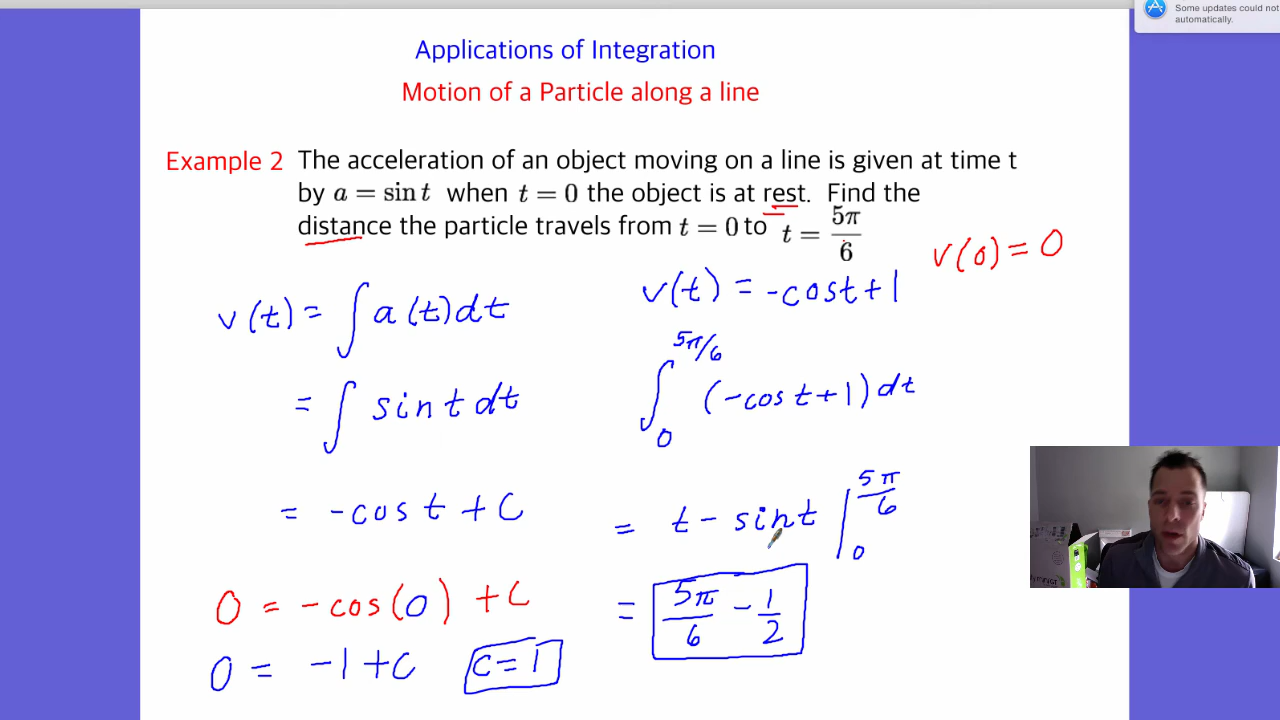 Some updates could not
automatically.
Applications of Integration
Motion of a Particle along a line
Example 2 The acceleration of an object moving on a line is given at time t
by a = sin t when t = 0 the object is at rest. Find the
distance the particle travels from t = 0 to t = 5π/6
v(0) = 0
v(t) = ∫ a(t)dt
= ∫ sin t dt
= -cos t + C
0 = -cos(0) + C
0 = -1 + C C = 1
v(t) = -cost + 1
∫₀^5π/6 (-cos t + 1) dt
= t - sint |₀^5π/6
= 5π/6 - 1/2